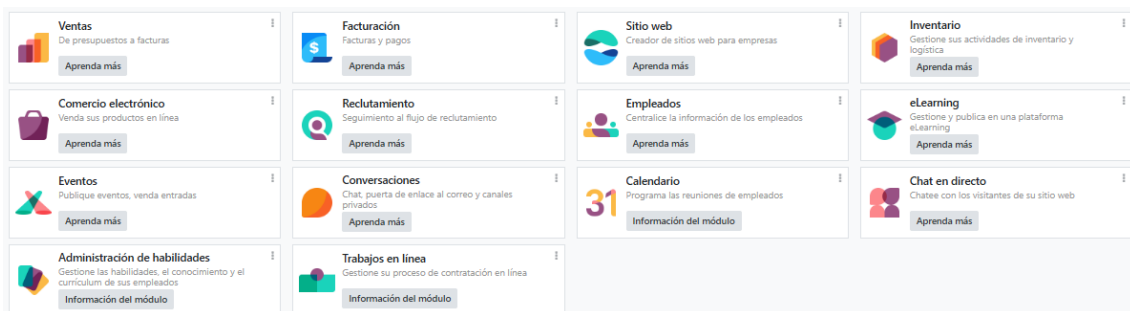 Ventas
De presupuestos a facturas
Aprenda más
Facturación
Facturas y pagos
Aprenda más
Sitio web
Creador de sitios web para empresas
Aprenda más
Inventario
Gestione sus actividades de inventario y
logística
Aprenda más
Comercio electrónico
Venda sus productos en línea
Aprenda más
Reclutamiento
Seguimiento al flujo de reclutamiento
Aprenda más
Empleados
Centralice la información de los empleados
Aprenda más
eLearning
Gestione y publica en una plataforma
eLearning
Aprenda más
Eventos
Publique eventos, venda entradas
Aprenda más
Conversaciones
Chat, puerta de enlace al correo y canales
privados
Aprenda más
31
Calendario
Programa las reuniones de empleados
Información del módulo
Chat en directo
Chatee con los visitantes de su sitio web
Aprenda más
Administración de habilidades
Gestione las habilidades, el conocimiento y el
currículum de sus empleados
Información del módulo
Trabajos en línea
Gestione su proceso de contratación en línea
Información del módulo